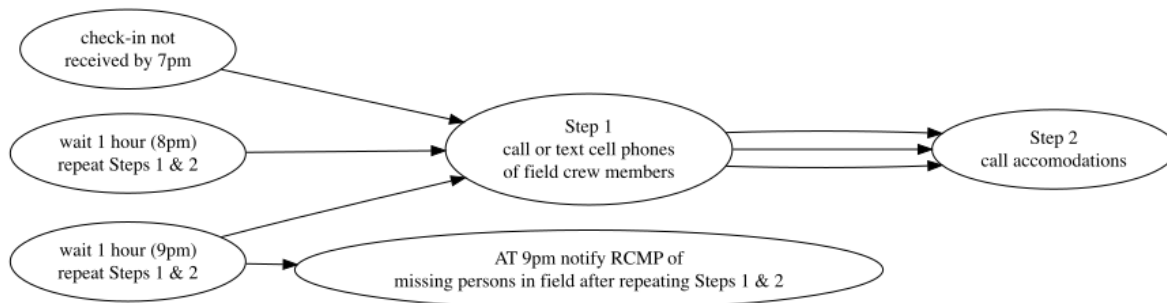 check-in not
received by 7pm
wait 1 hour (8pm)
repeat Steps 1 & 2
wait 1 hour (9pm)
repeat Steps 1 & 2
Step 1
call or text cell phones
of field crew members
Step 2
call accomodations
AT 9pm notify RCMP of
missing persons in field after repeating Steps 1 & 2